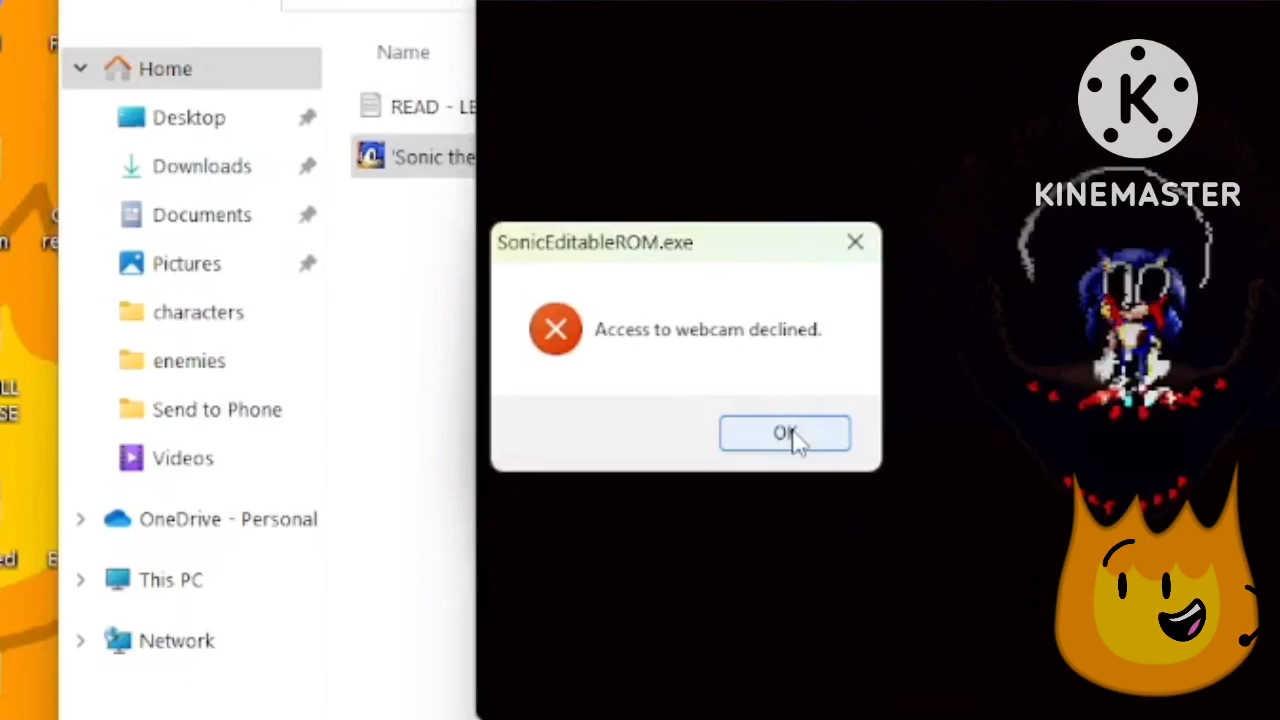 Name
Home
READ - LE
Desktop
'Sonic the
Downloads
Documents
Pictures
characters
enemies
Send to Phone
Videos
OneDrive - Personal
This PC
Network
SonicEditableROM.exe
Access to webcam declined.
OK
K
KINEMASTER